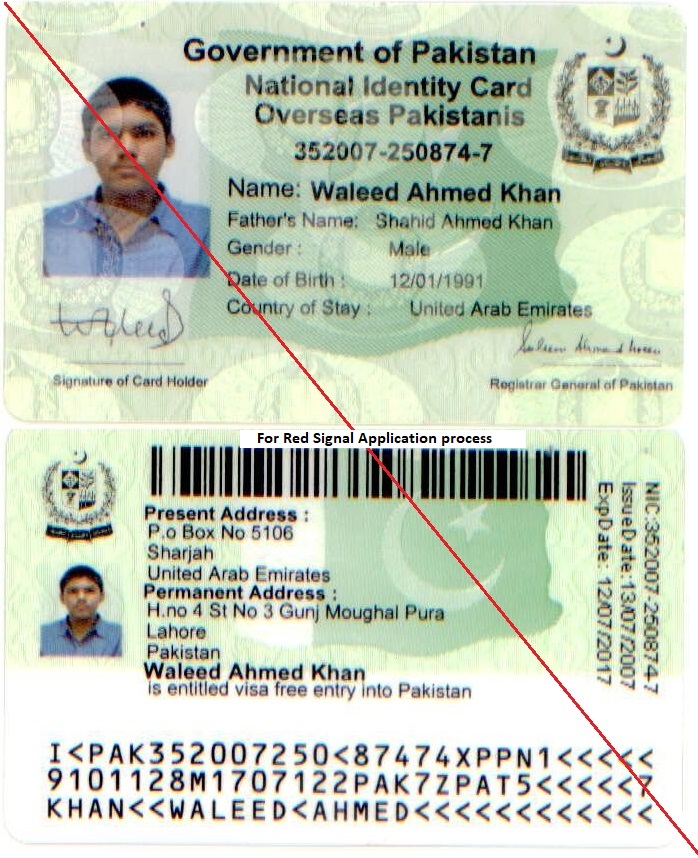 Government of Pakistan
National Identity Card
Overseas Pakistanis
352007-250874-7
Name: Waleed Ahmed Khan
Father's Name: Shahid Ahmed Khan
Gender : Male
Date of Birth : 12/01/1991
Country of Stay : United Arab Emirates
Waleed
Signature of Card Holder
Registrar General of Pakistan
For Red Signal Application process
Present Address :
P.o Box No 5106
Sharjah
United Arab Emirates
Permanent Address :
H.no 4 St No 3 Gunj Moughal Pura
Lahore
Pakistan
Waleed Ahmed Khan
is entitled visa free entry into Pakistan
NIC:352007-250874-7
Issue Date:13/07/2007
Exp Date: 12/07/2017
I<PAK352007250<87474XPPN1<<<<<
9101128M1707122PAK7ZPAT5<<<<<7
KHAN<<WALEED<AHMED<<<<<<<<<<<<